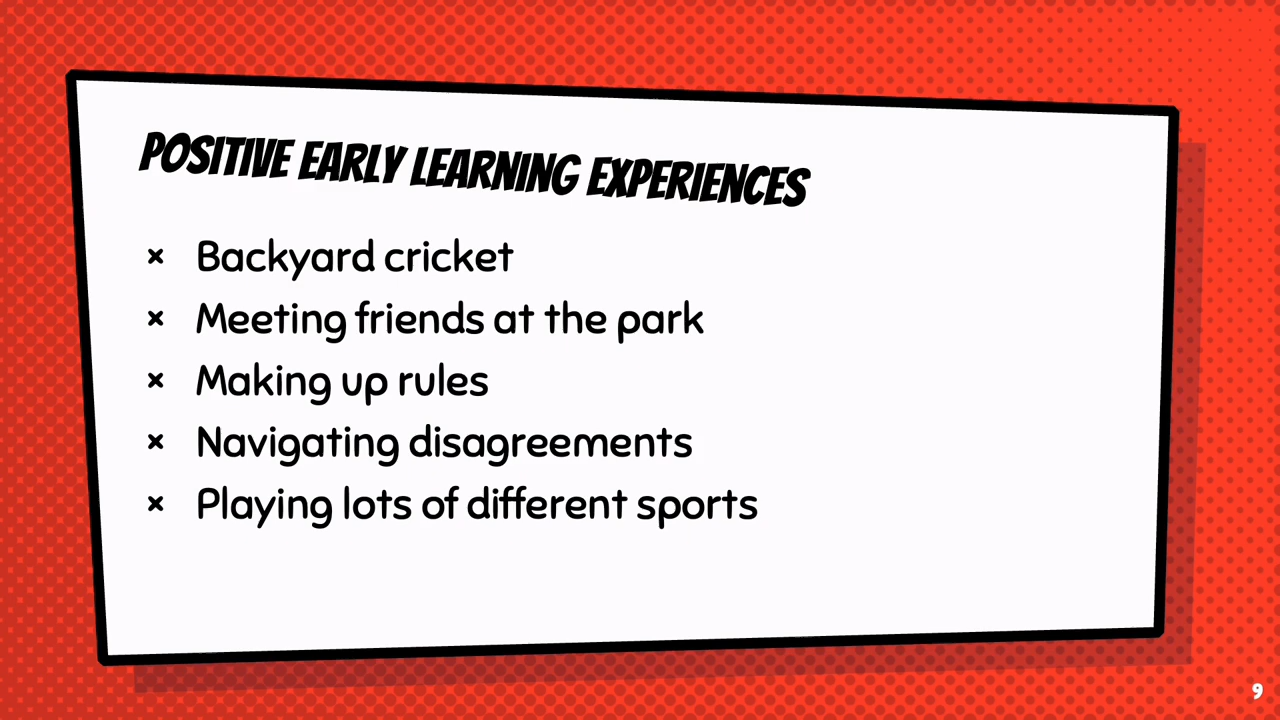 POSITIVE EARLY LEARNING EXPERIENCES
× Backyard cricket
× Meeting friends at the park
× Making up rules
× Navigating disagreements
× Playing lots of different sports
9